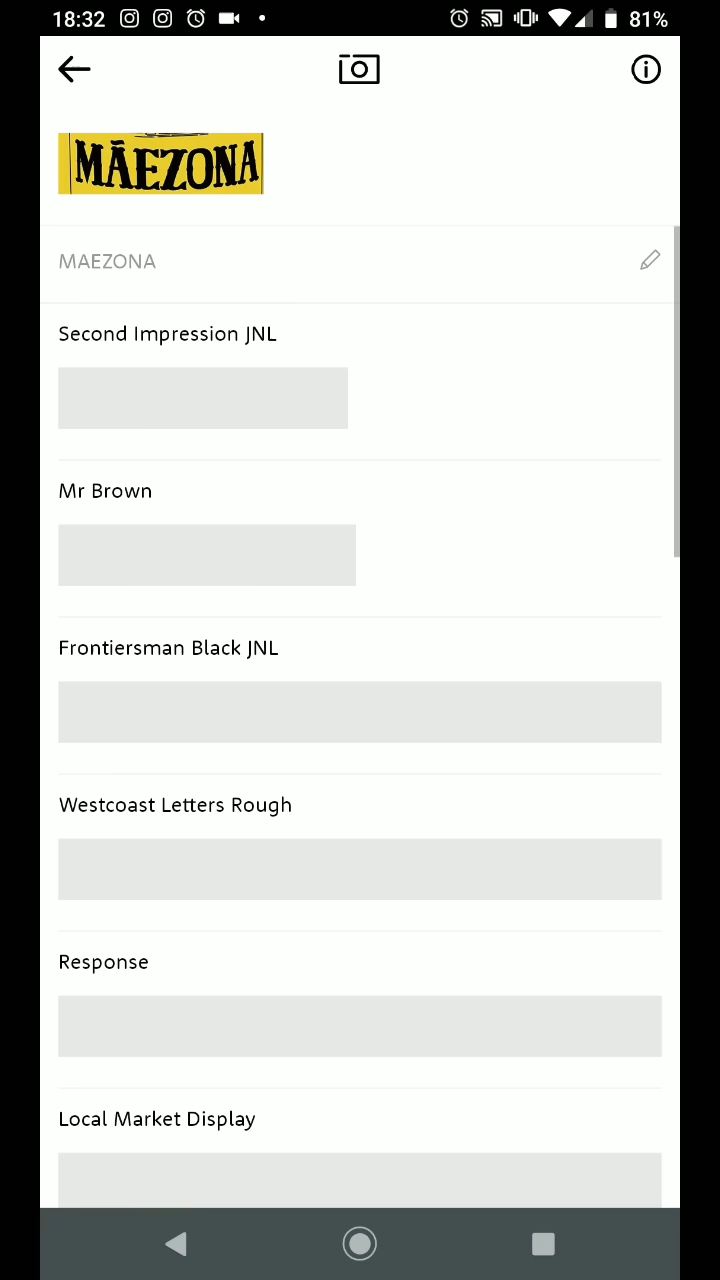 18:32
81%
MÃEZONA
MAEZONA
Second Impression JNL
Mr Brown
Frontiersman Black JNL
Westcoast Letters Rough
Response
Local Market Display